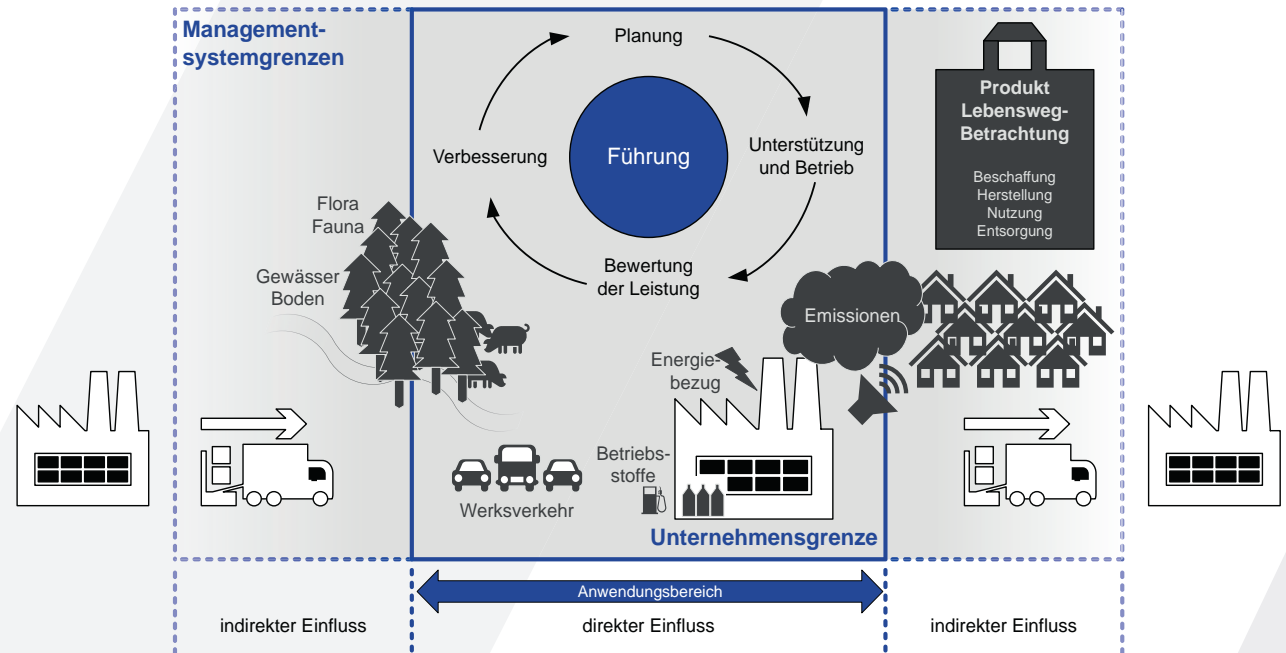 Management-
systemgrenzen
Planung
Führung
Verbesserung
Unterstützung
und Betrieb
Bewertung
der Leistung
Produkt
Lebensweg-
Betrachtung
Beschaffung
Herstellung
Nutzung
Entsorgung
Flora
Fauna
Gewässer
Boden
Emissionen
Energie-
bezug
Betriebs-
stoffe
Werksverkehr
Unternehmensgrenze
Anwendungsbereich
indirekter Einfluss
direkter Einfluss
indirekter Einfluss